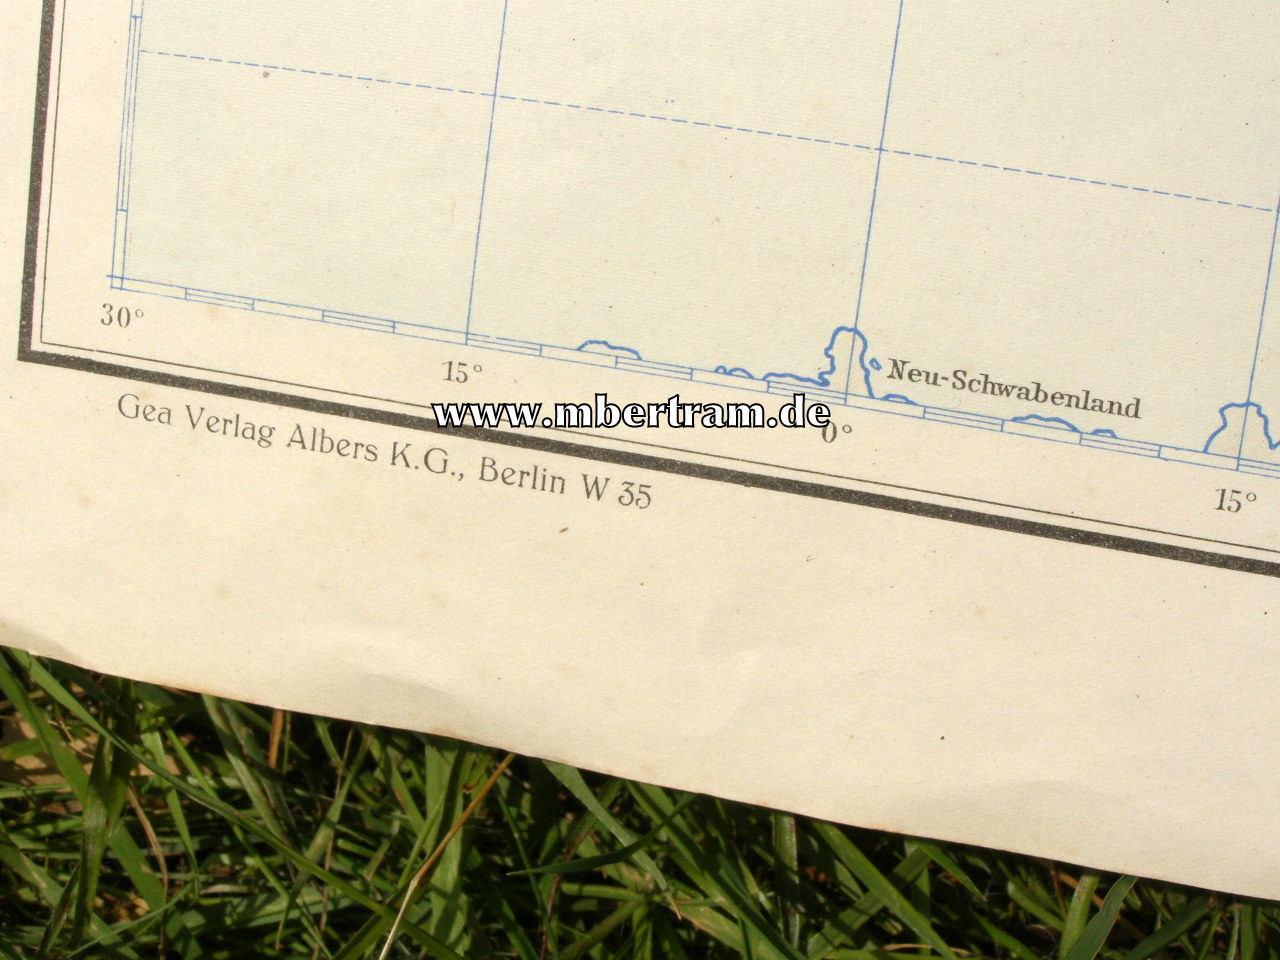 30°
15°
Neu-Schwabenland
www.mbertram.de
0°
15°
Gea Verlag Albers K.G., Berlin W 35